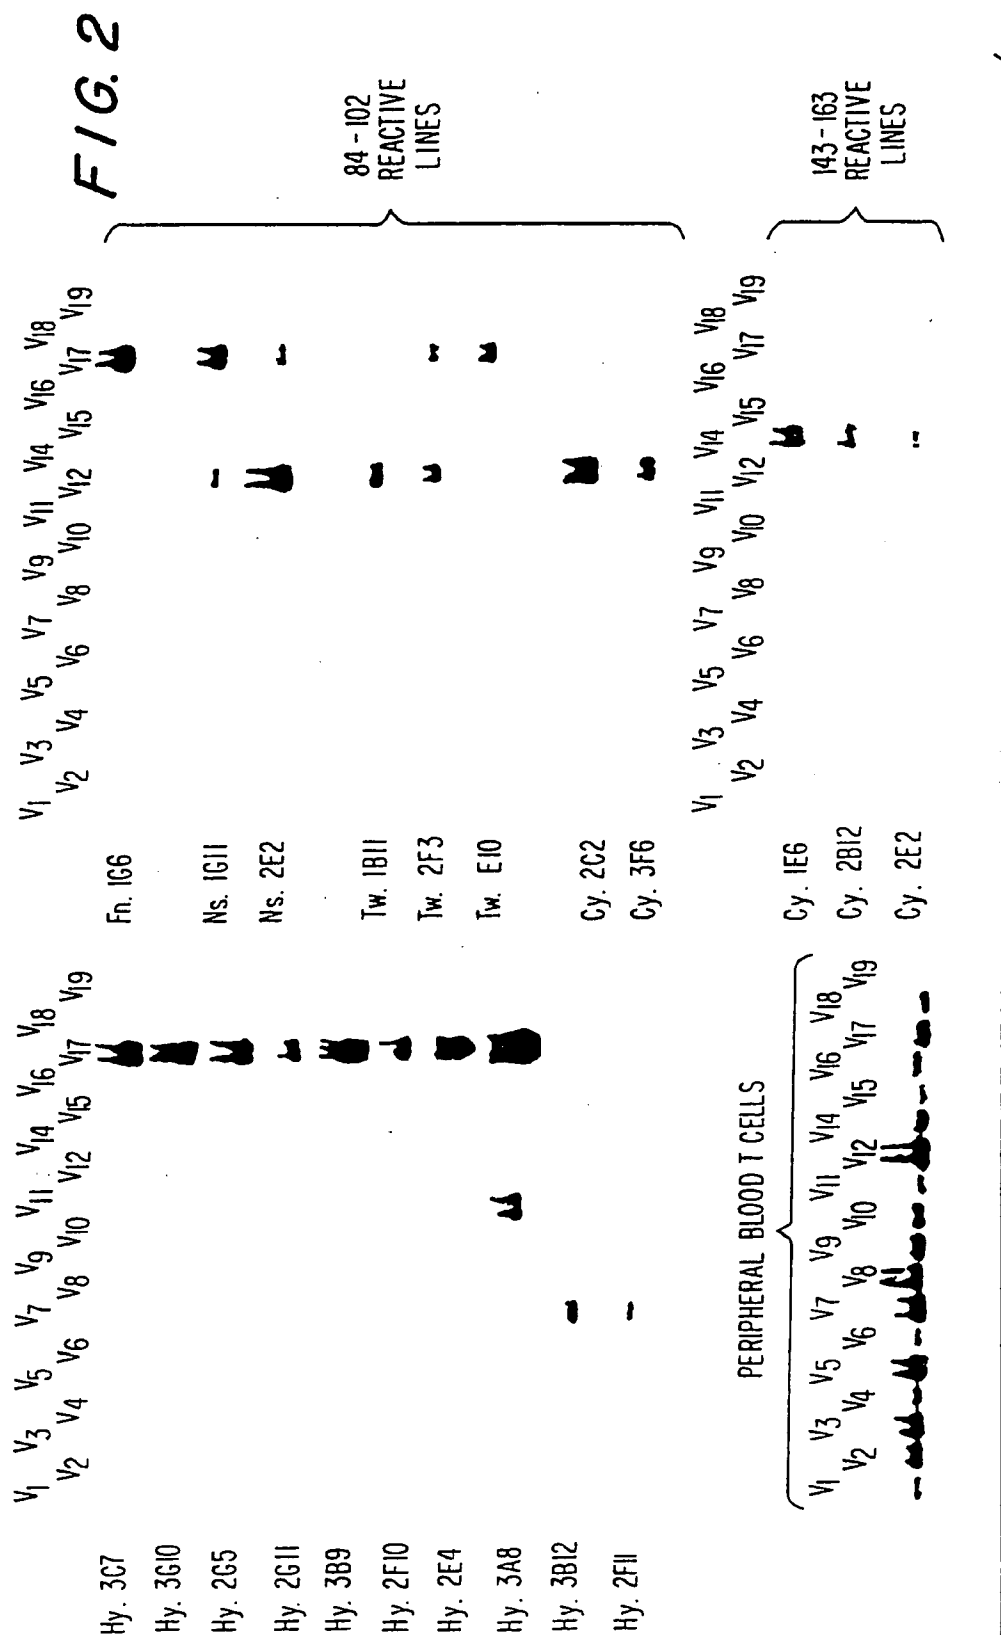 FIG. 2
V1 V3 V5 V7 V9 V11 V14 V16 V18
V2 V4 V6 V8 V10 V12 V15 V17 V19
Hy. 3C7
Hy. 3G10
Hy. 2G5
Hy. 2G11
Hy. 3B9
Hy. 2F10
Hy. 2E4
Hy. 3A8
Hy. 3B12
Hy. 2F11
V1 V3 V5 V7 V9 V11 V14 V16 V18
V2 V4 V6 V8 V10 V12 V15 V17 V19
Fn. 1G6
Ns. 1G11
Ns. 2E2
Tw. 1B11
Tw. 2F3
Tw. E10
Cy. 2C2
Cy. 3F6
84-102
REACTIVE
LINES
PERIPHERAL BLOOD T CELLS
V1 V3 V5 V7 V9 V11 V14 V16 V18
V2 V4 V6 V8 V10 V12 V15 V17 V19
V1 V3 V5 V7 V9 V11 V14 V16 V18
V2 V4 V6 V8 V10 V12 V15 V17 V19
Cy. 1E6
Cy. 2B12
Cy. 2E2
143-163
REACTIVE
LINES